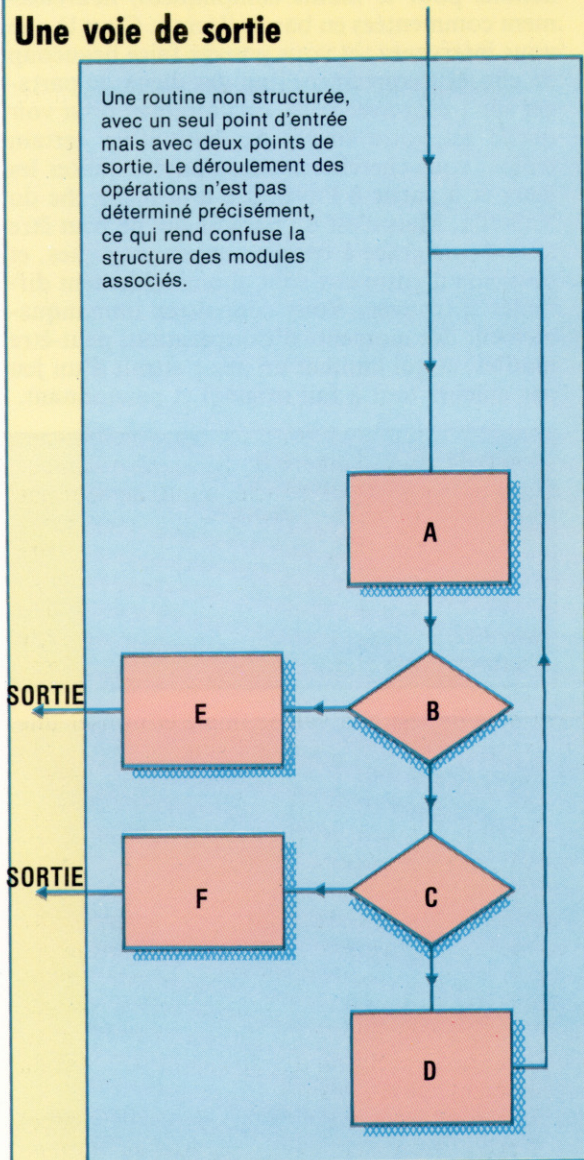 Une voie de sortie
Une routine non structurée,
avec un seul point d'entrée
mais avec deux points de
sortie. Le déroulement des
opérations n'est pas
déterminé précisément,
ce qui rend confuse la
structure des modules
associés.
A
B
E
SORTIE
C
F
SORTIE
D